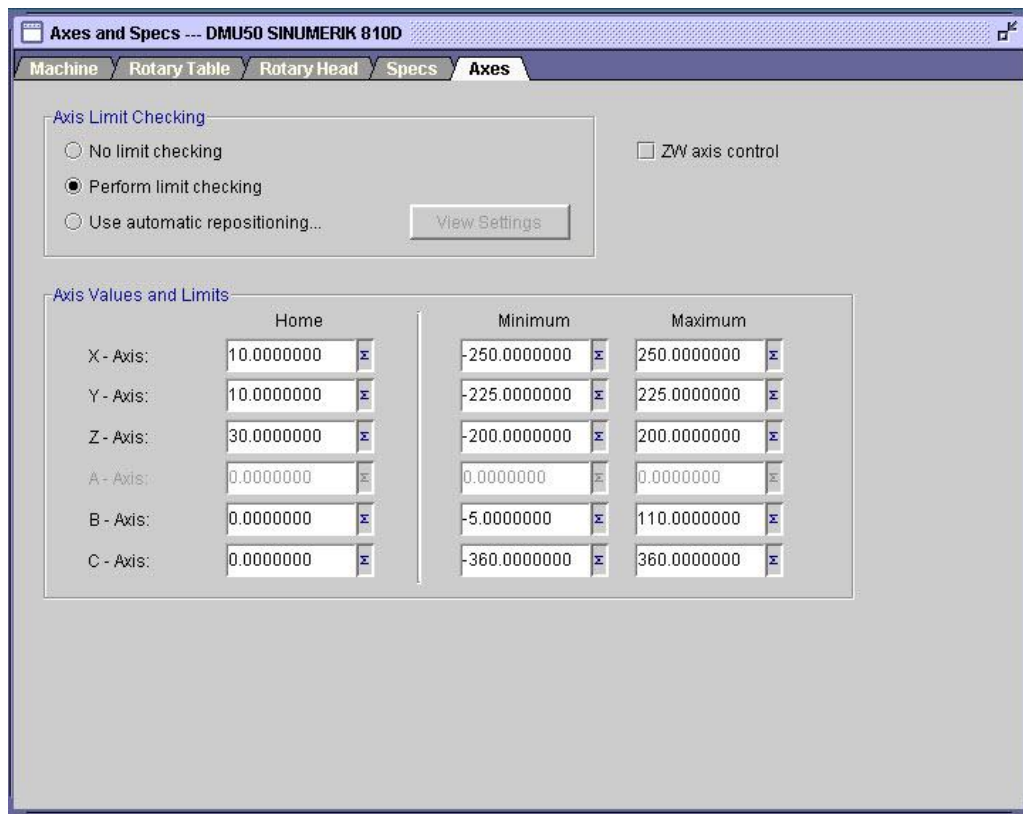 Axes and Specs --- DMU50 SINUMERIK 810D
Machine Rotary Table Rotary Head Specs Axes
Axis Limit Checking
No limit checking
ZW axis control
Perform limit checking
Use automatic repositioning... View Settings
Axis Values and Limits
Home Minimum Maximum
X - Axis: 10.0000000 Σ -250.0000000 Σ 250.0000000 Σ
Y - Axis: 10.0000000 Σ -225.0000000 Σ 225.0000000 Σ
Z - Axis: 30.0000000 Σ -200.0000000 Σ 200.0000000 Σ
A - Axis: 0.0000000 Σ 0.0000000 Σ 0.0000000 Σ
B - Axis: 0.0000000 Σ -5.0000000 Σ 110.0000000 Σ
C - Axis: 0.0000000 Σ -360.0000000 Σ 360.0000000 Σ